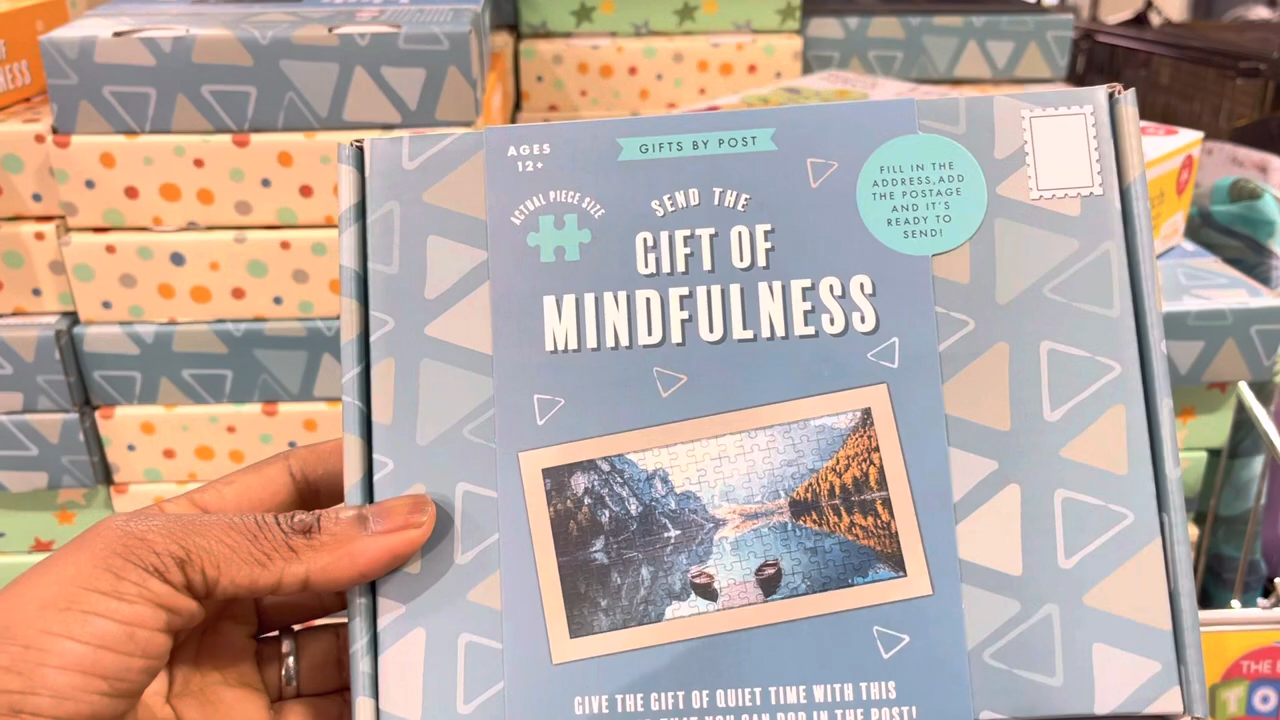 AGES
12+
GIFTS BY POST
ACTUAL PIECE SIZE
SEND THE
GIFT OF
MINDFULNESS
FILL IN THE
ADDRESS, ADD
THE POSTAGE
AND IT'S
READY TO
SEND!
GIVE THE GIFT OF QUIET TIME WITH THIS
THAT YOU CAN POP IN THE POST!
OF
NESS
THE
TO